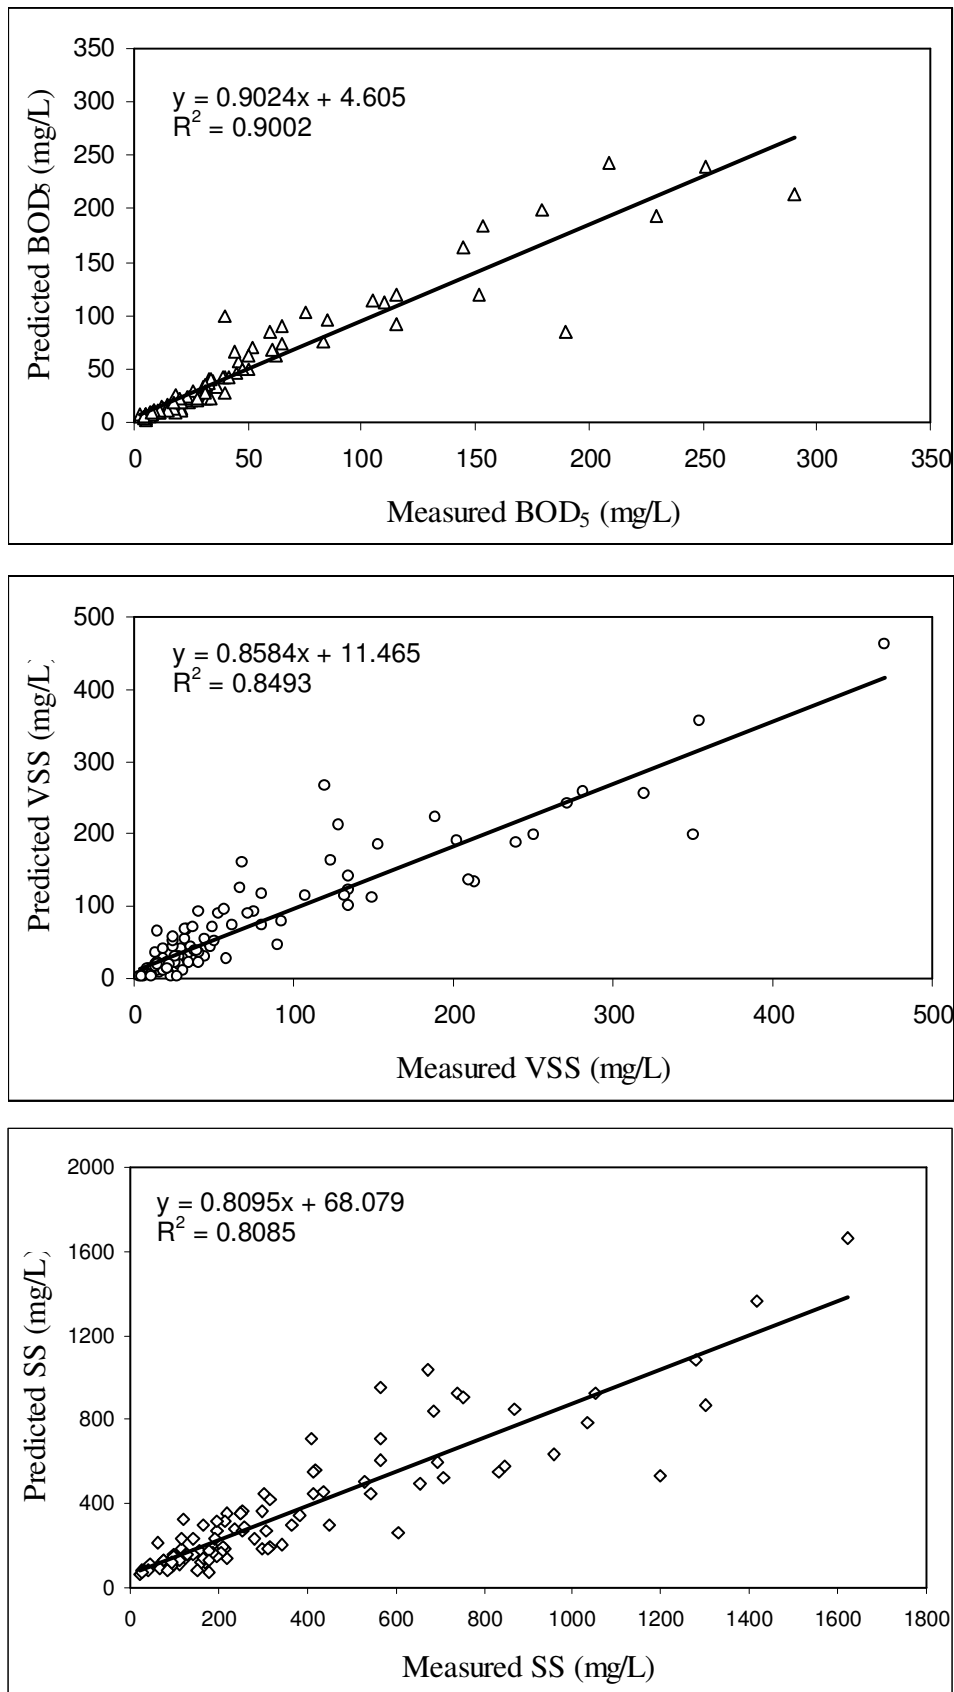 350
300
250
200
150
100
50
0
Predicted BOD5 (mg/L)
y = 0.9024x + 4.605
R² = 0.9002
0 50 100 150 200 250 300 350
Measured BOD₅ (mg/L)
500
400
300
200
100
0
Predicted VSS (mg/L)
y = 0.8584x + 11.465
R² = 0.8493
0 100 200 300 400 500
Measured VSS (mg/L)
2000
1600
1200
800
400
0
Predicted SS (mg/L)
y = 0.8095x + 68.079
R² = 0.8085
0 200 400 600 800 1000 1200 1400 1600 1800
Measured SS (mg/L)